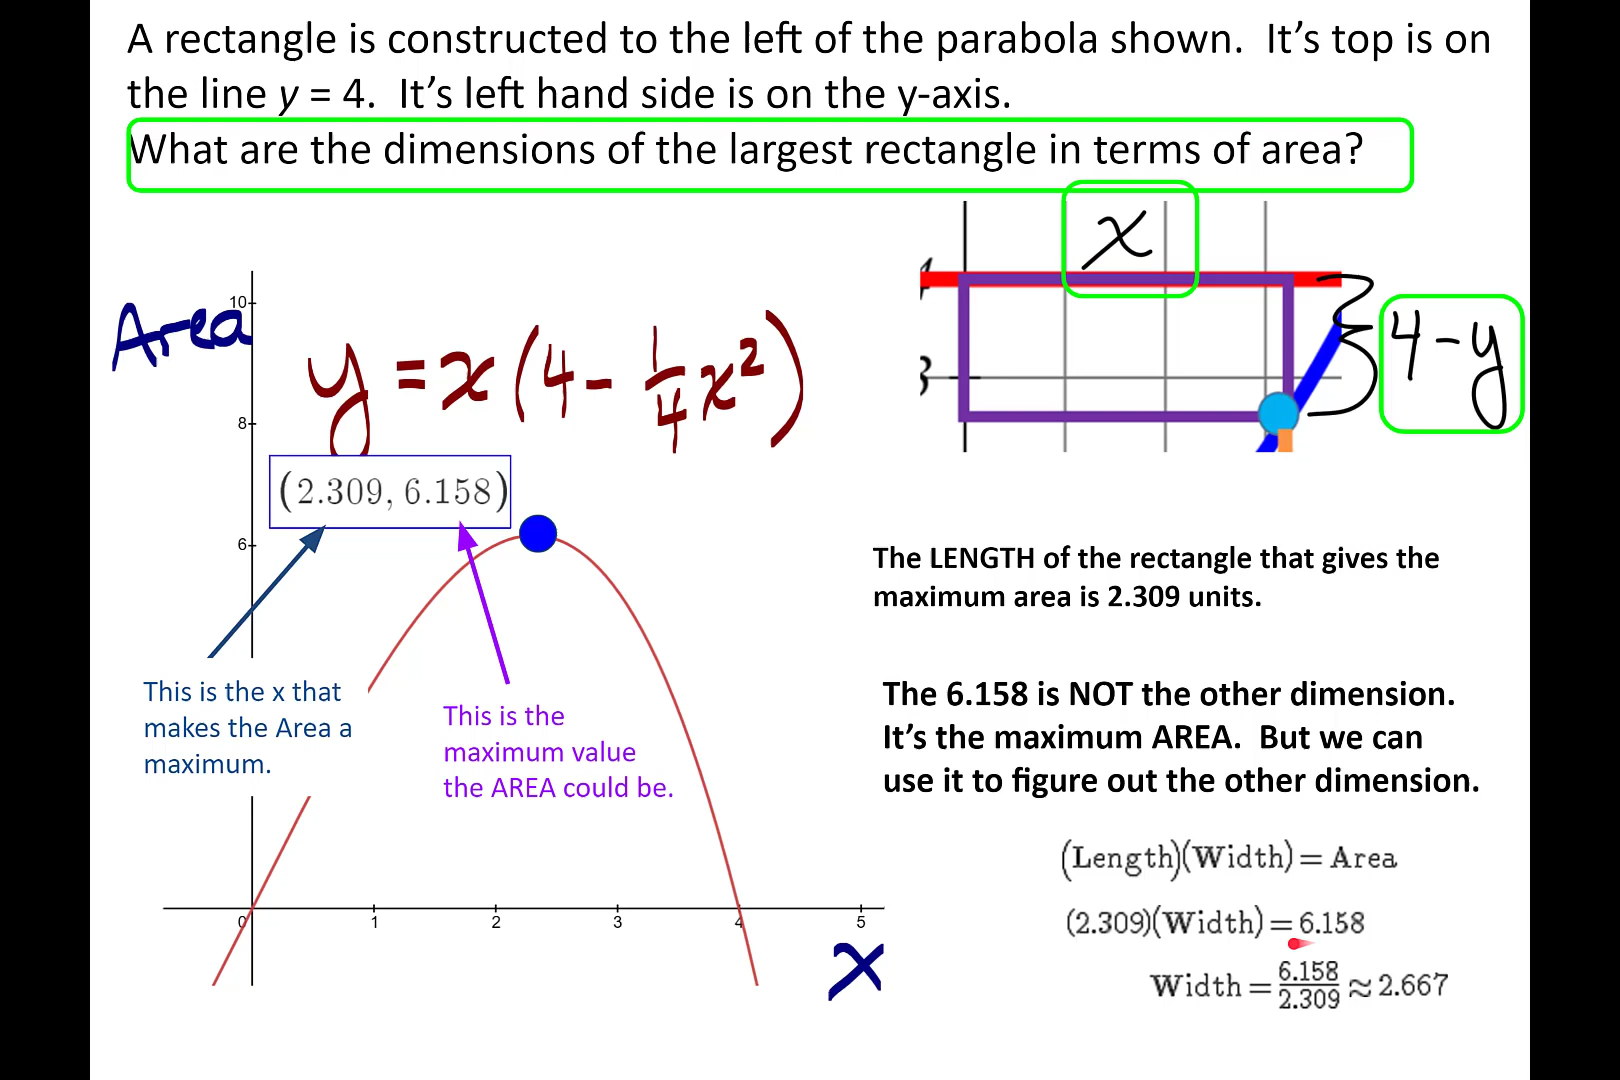 A rectangle is constructed to the left of the parabola shown.  It’s top is on
the line y = 4.  It’s left hand side is on the y-axis.
What are the dimensions of the largest rectangle in terms of area?
x
4
3
4-y
Area
10
8
6
y = x(4 - 1/4 x²)
(2.309, 6.158)
This is the x that
makes the Area a
maximum.
This is the
maximum value
the AREA could be.
0
1
2
3
4
5
x
The LENGTH of the rectangle that gives the
maximum area is 2.309 units.
The 6.158 is NOT the other dimension.
It’s the maximum AREA.  But we can
use it to figure out the other dimension.
(Length)(Width) = Area
(2.309)(Width) = 6.158
Width = 6.158/2.309 ≈ 2.667